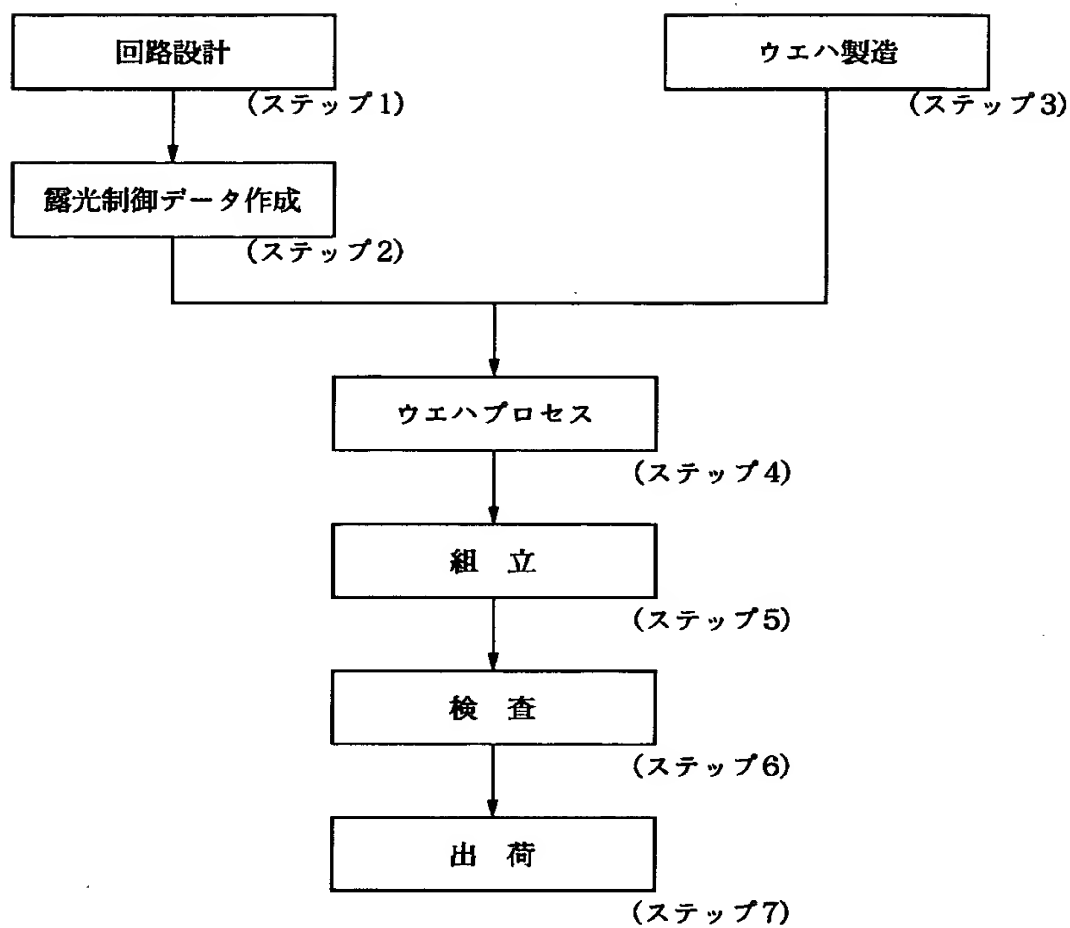 回路設計
(ステップ1)
ウエハ製造
(ステップ3)
露光制御データ作成
(ステップ2)
ウエハプロセス
(ステップ4)
組 立
(ステップ5)
検 査
(ステップ6)
出 荷
(ステップ7)